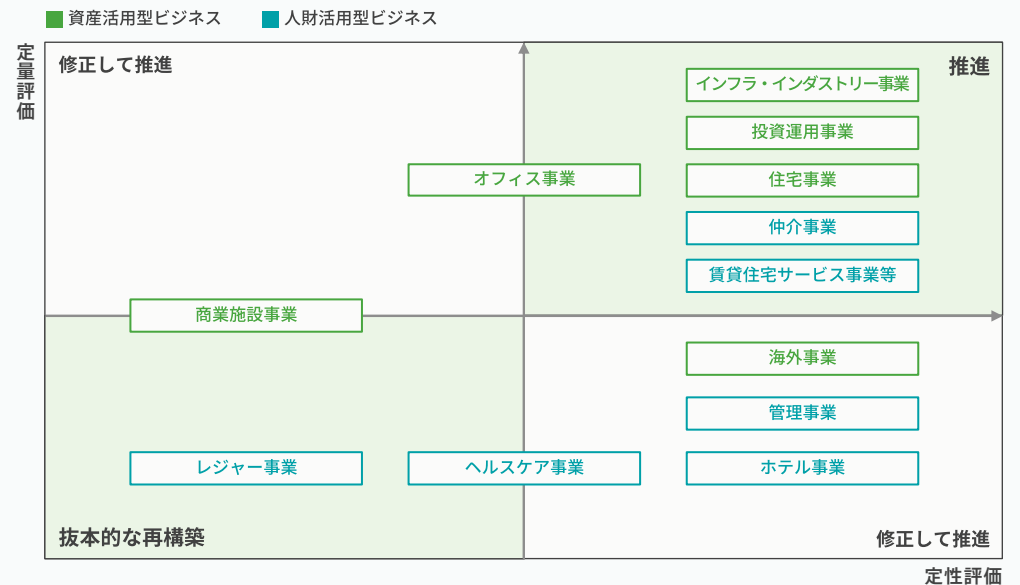 資産活用型ビジネス
人財活用型ビジネス
定量評価
修正して推進
推進
インフラ・インダストリー事業
投資運用事業
オフィス事業
住宅事業
仲介事業
賃貸住宅サービス事業等
商業施設事業
海外事業
管理事業
レジャー事業
ヘルスケア事業
ホテル事業
抜本的な再構築
修正して推進
定性評価